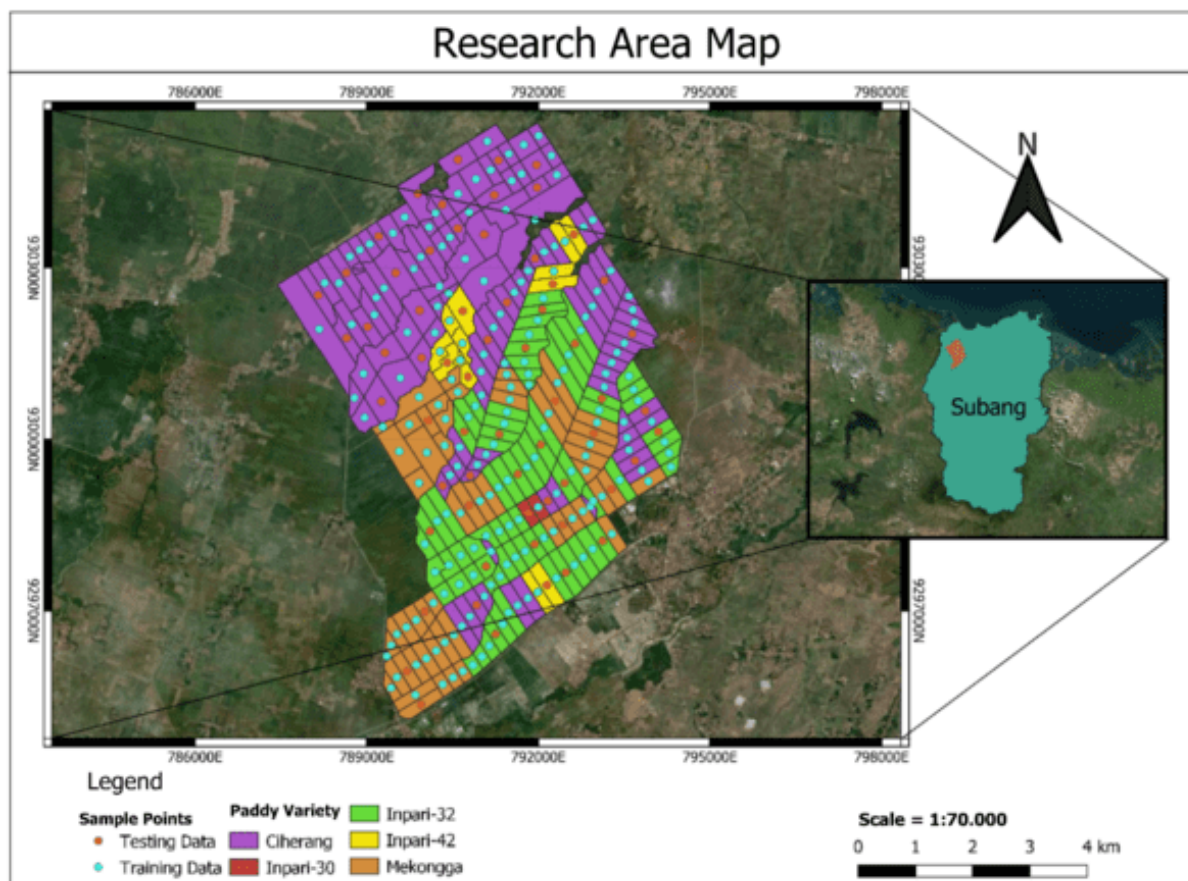 Research Area Map
786000E 789000E 792000E 795000E 798000E
N
9303000N 9303000N
Subang
9300000N
9297000N 9297000N
786000E 789000E 792000E 795000E 798000E
Legend
Sample Points
Testing Data
Training Data
Paddy Variety
Ciherang
Inpari-30
Inpari-32
Inpari-42
Mekongga
Scale = 1:70.000
0 1 2 3 4 km